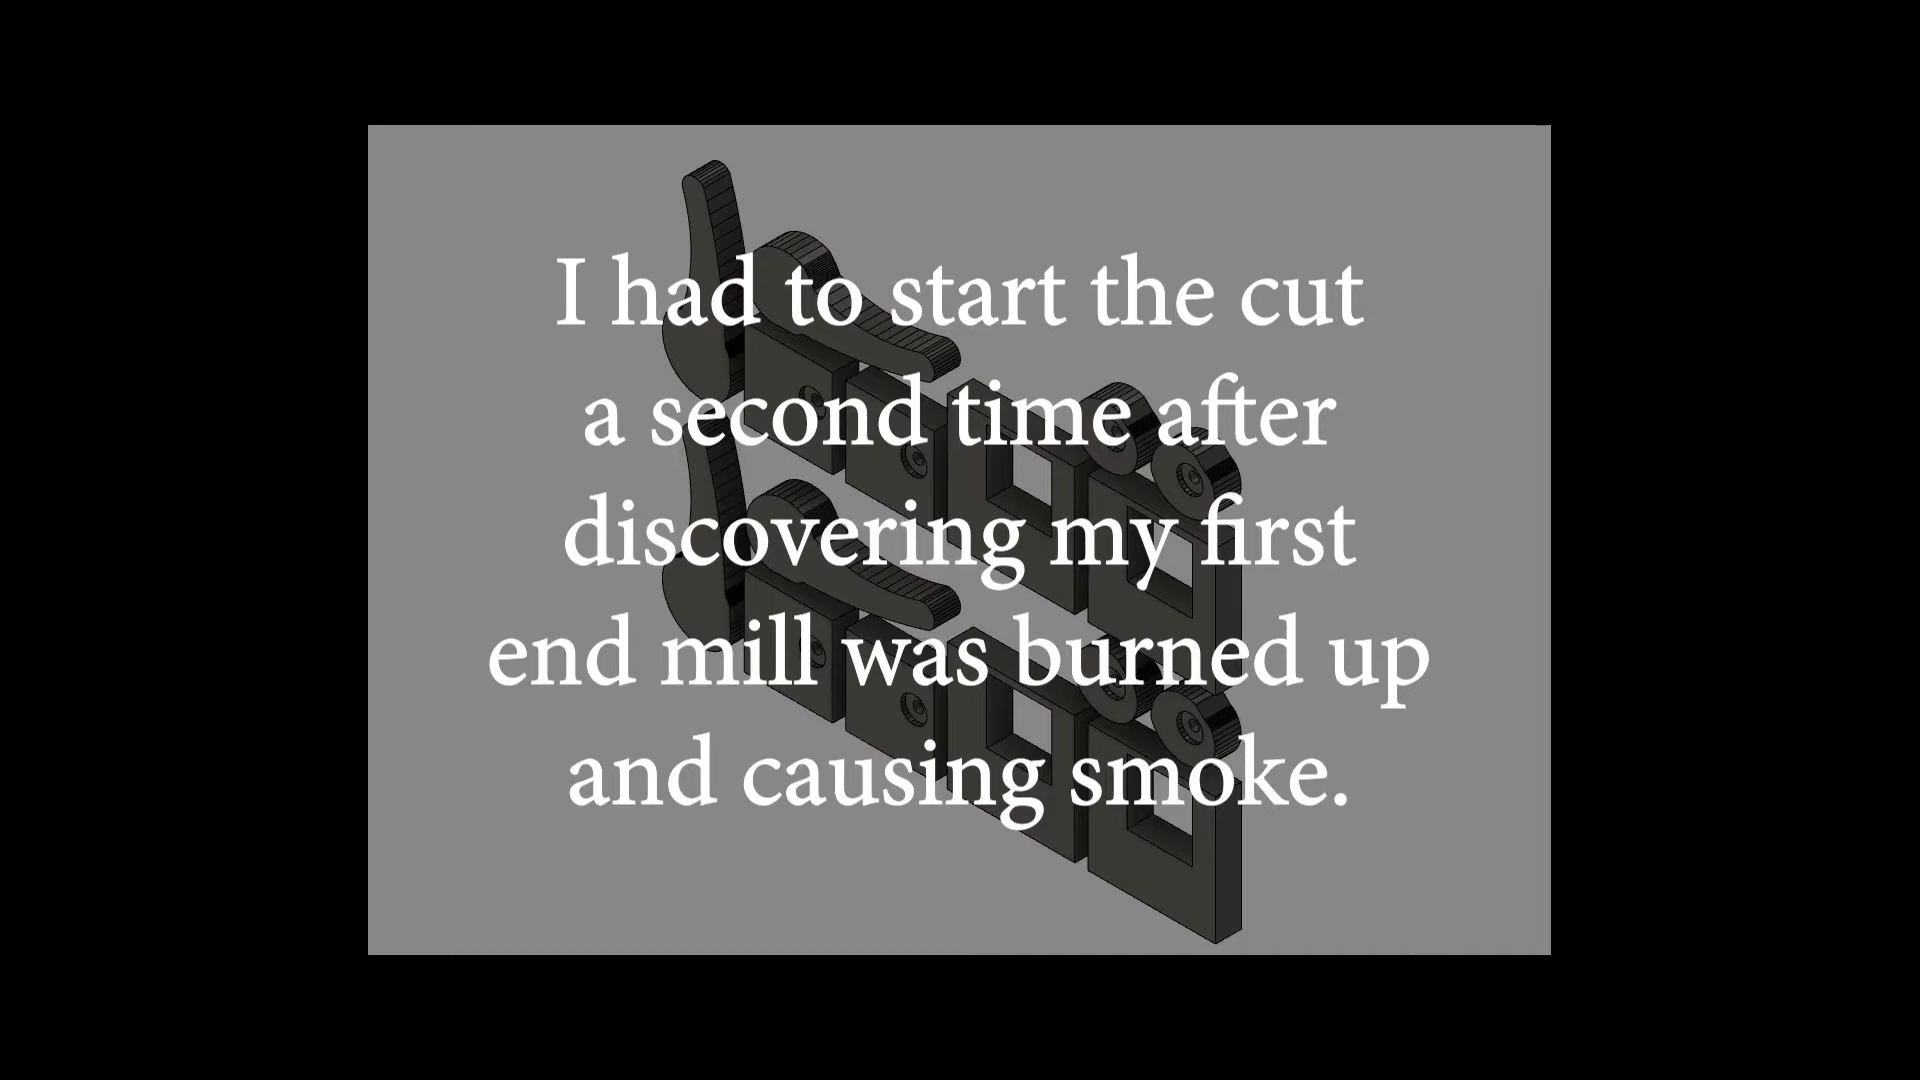 I had to start the cut
a second time after
discovering my first
end mill was burned up
and causing smoke.